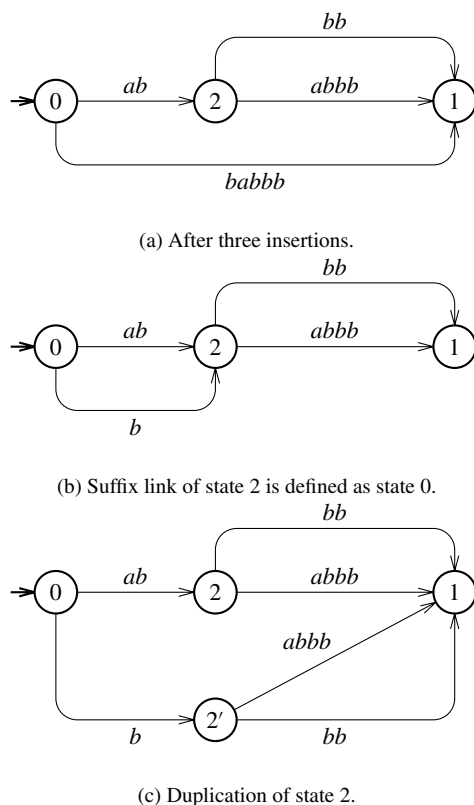 bb
0 ab 2 abbb 1
babbb
(a) After three insertions.
bb
0 ab 2 abbb 1
b
(b) Suffix link of state 2 is defined as state 0.
bb
0 ab 2 abbb 1
abbb
b 2′ bb
(c) Duplication of state 2.